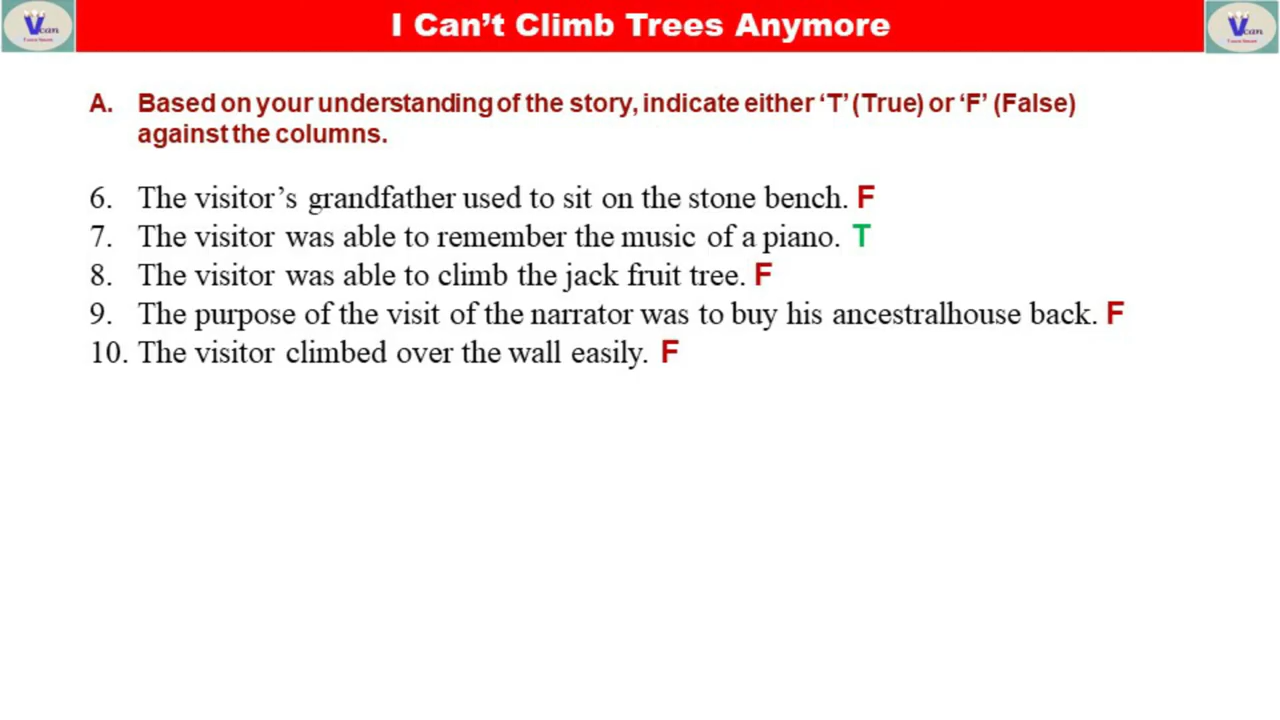 Vcan
I Can’t Climb Trees Anymore
Vcan
A. Based on your understanding of the story, indicate either ‘T’ (True) or ‘F’ (False)
against the columns.
6. The visitor’s grandfather used to sit on the stone bench. F
7. The visitor was able to remember the music of a piano. T
8. The visitor was able to climb the jack fruit tree. F
9. The purpose of the visit of the narrator was to buy his ancestralhouse back. F
10. The visitor climbed over the wall easily. F